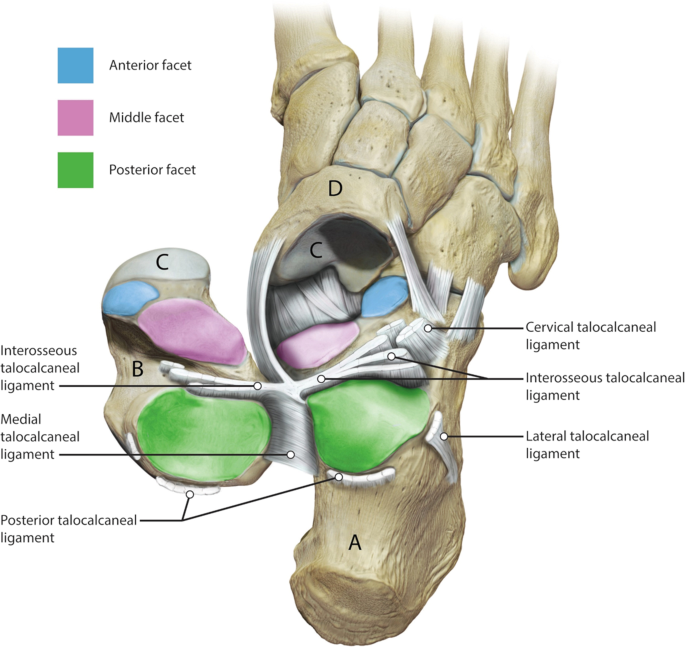 Anterior facet
Middle facet
Posterior facet
D
C
C
B
A
Interosseous
talocalcaneal
ligament
Medial
talocalcaneal
ligament
Posterior talocalcaneal
ligament
Cervical talocalcaneal
ligament
Interosseous talocalcaneal
ligament
Lateral talocalcaneal
ligament